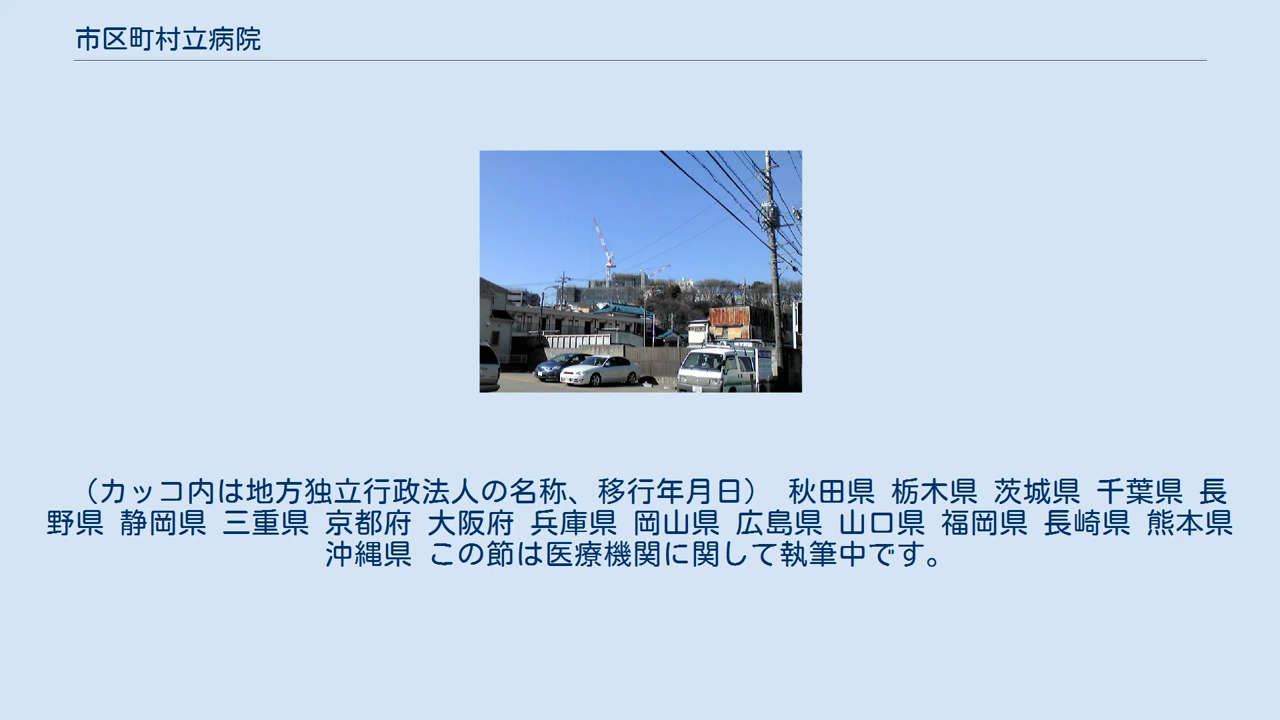 市区町村立病院
（カッコ内は地方独立行政法人の名称、移行年月日） 秋田県 栃木県 茨城県 千葉県 長
野県 静岡県 三重県 京都府 大阪府 兵庫県 岡山県 広島県 山口県 福岡県 長崎県 熊本県
沖縄県 この節は医療機関に関して執筆中です。